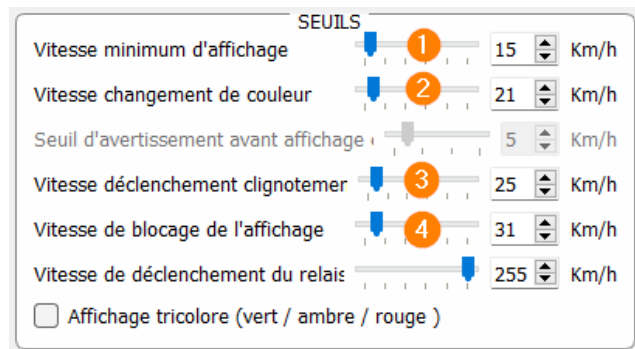 SEUILS
Vitesse minimum d'affichage 1 15 Km/h
Vitesse changement de couleur 2 21 Km/h
Seuil d'avertissement avant affichage 5 Km/h
Vitesse déclenchement clignotemer 3 25 Km/h
Vitesse de blocage de l'affichage 4 31 Km/h
Vitesse de déclenchement du relais 255 Km/h
Affichage tricolore (vert / ambre / rouge )